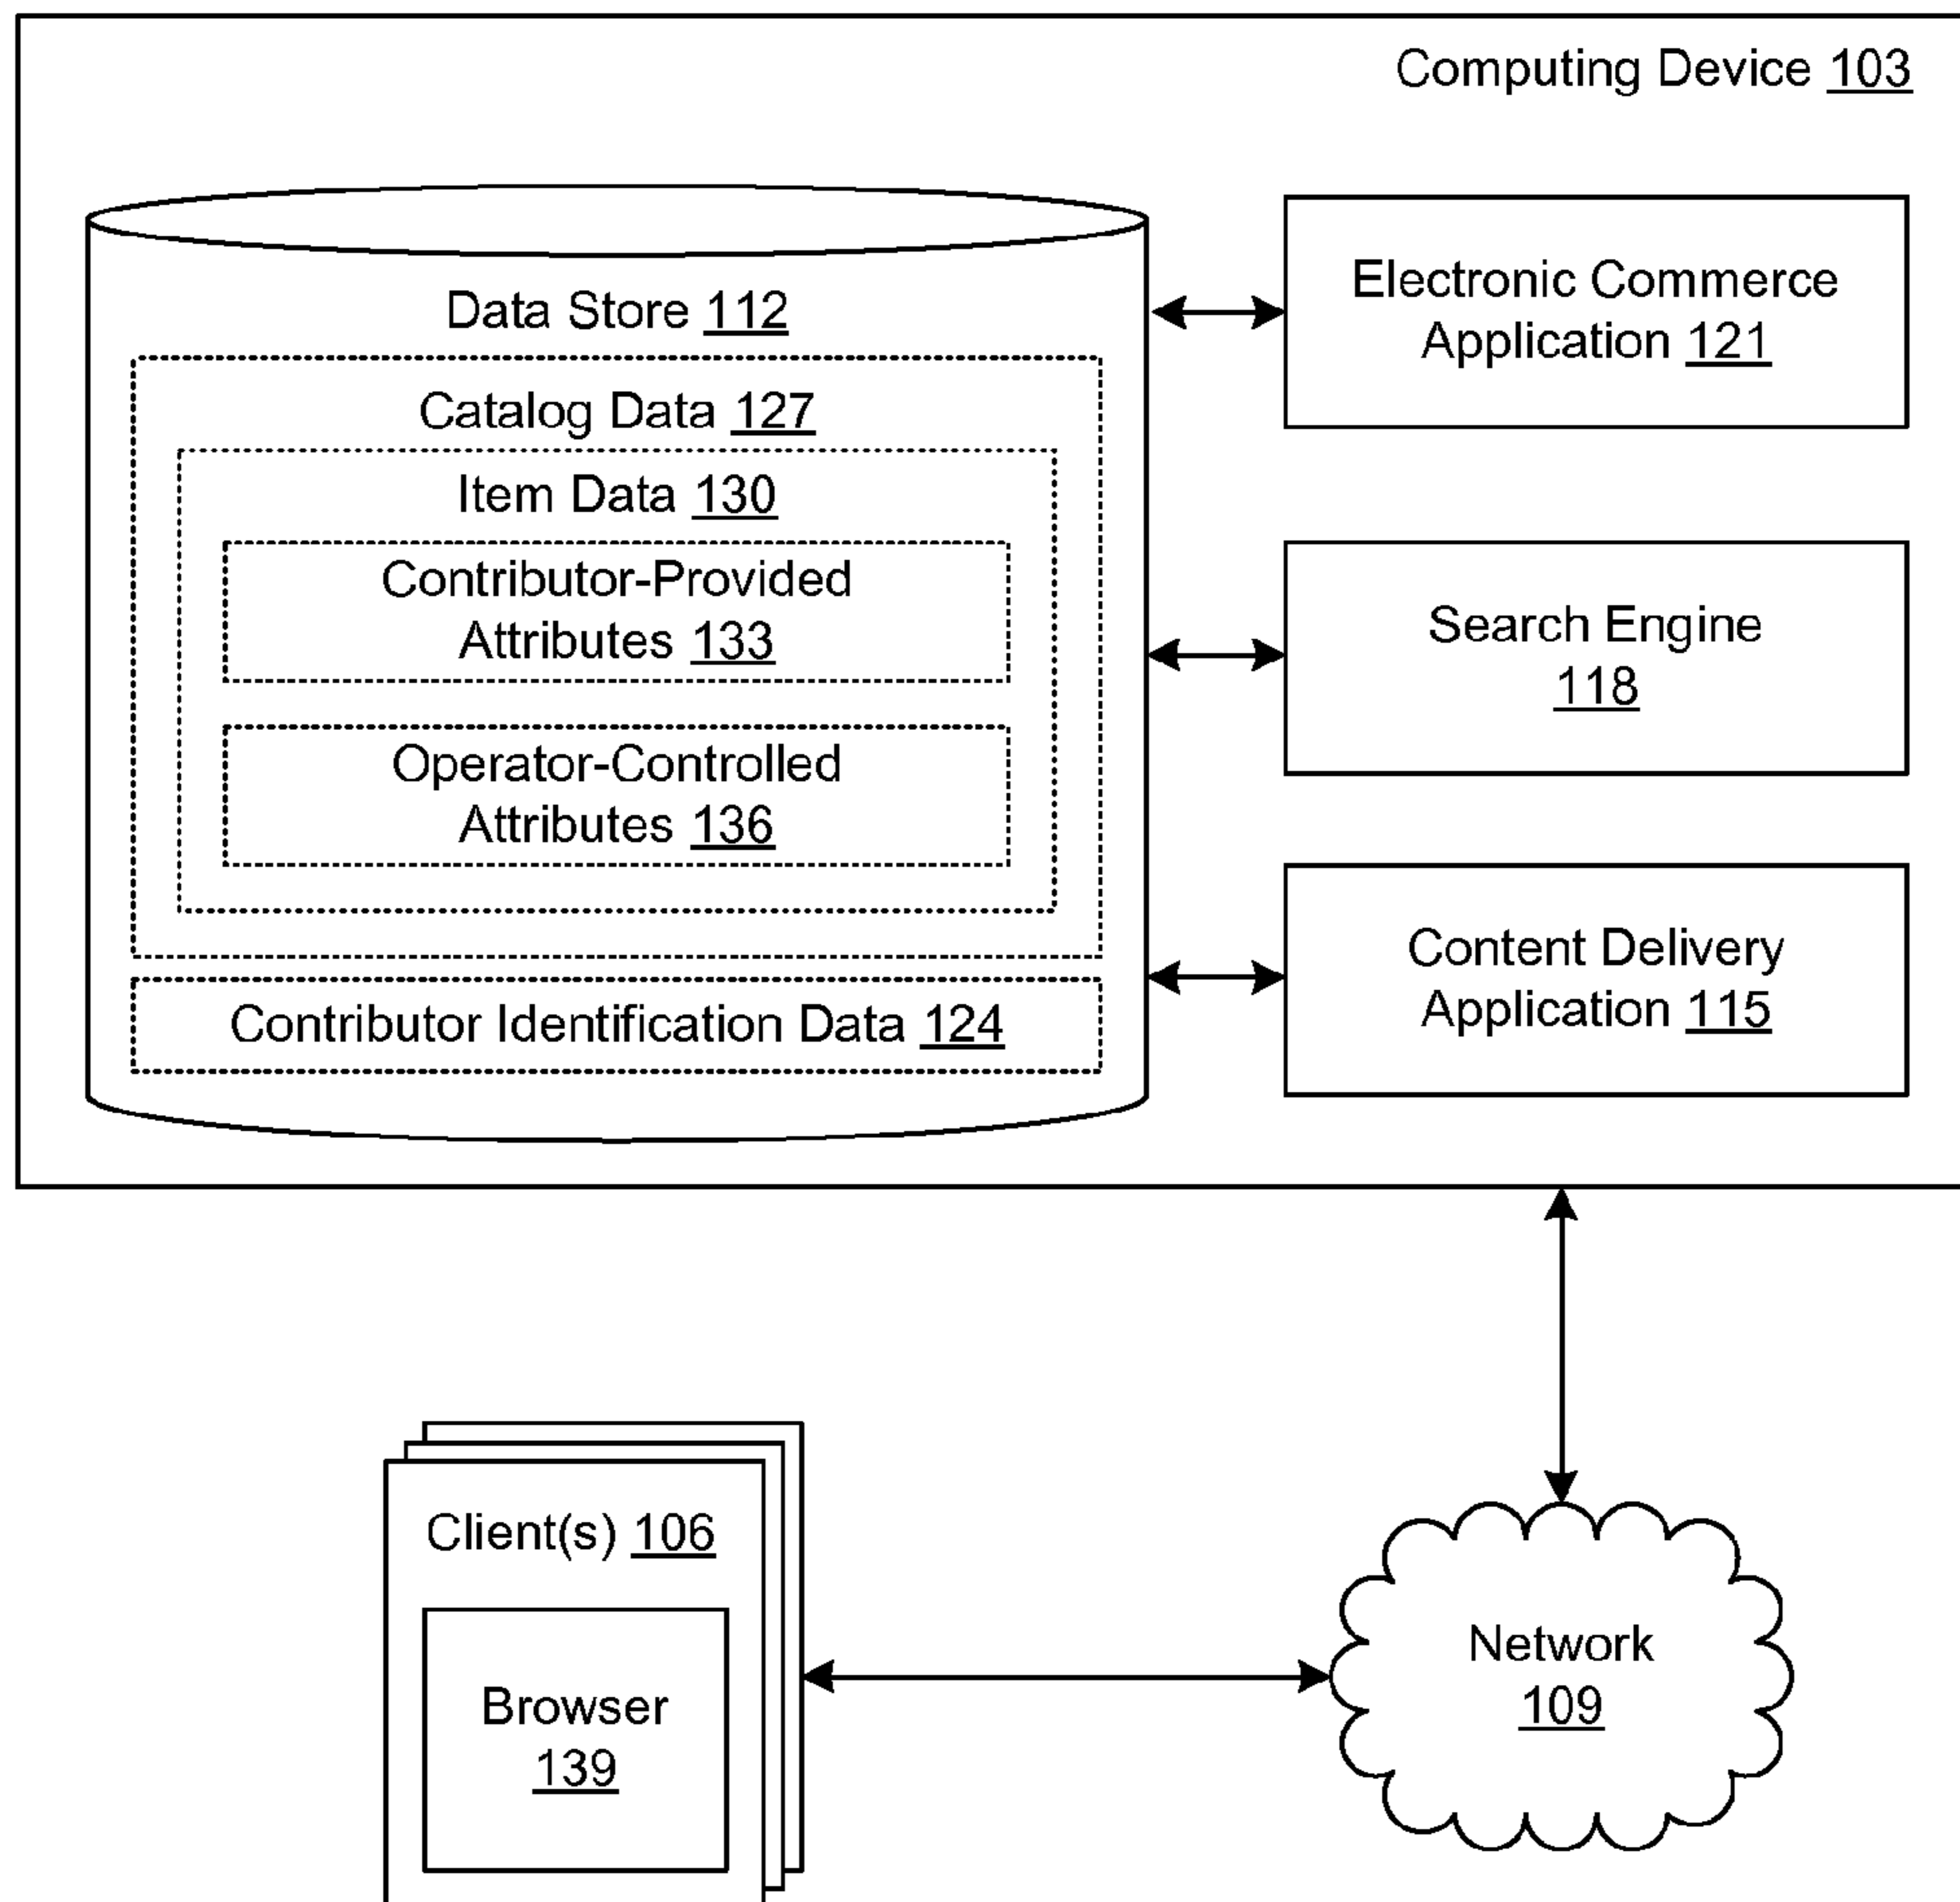 Computing Device 103
Data Store 112
Catalog Data 127
Item Data 130
Contributor-Provided
Attributes 133
Operator-Controlled
Attributes 136
Contributor Identification Data 124
Electronic Commerce
Application 121
Search Engine
118
Content Delivery
Application 115
Client(s) 106
Browser
139
Network
109